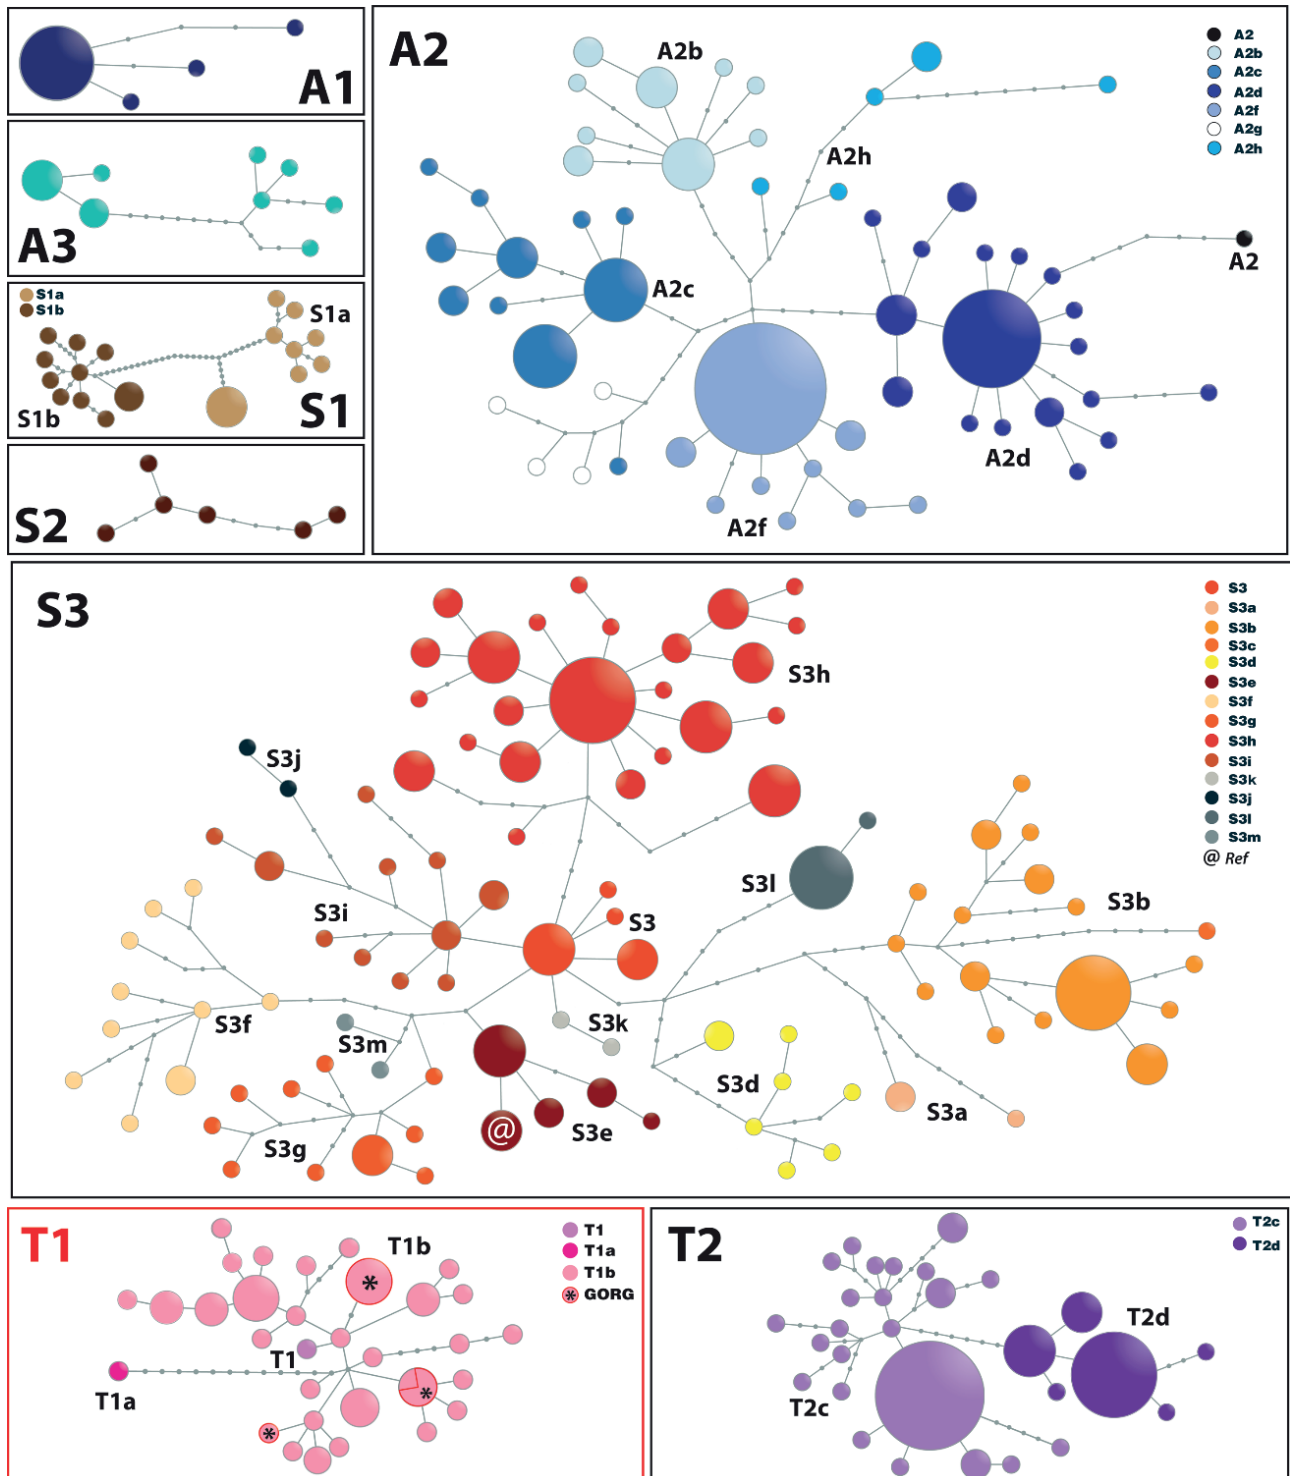 A1
A3
S1a
S1b
S1a
S1b
S1
S2
A2
A2b
A2h
A2c
A2
A2d
A2f
A2
A2b
A2c
A2d
A2f
A2g
A2h
S3
S3h
S3j
S3i
S3l
S3
S3b
S3f
S3k
S3m
S3d
S3a
S3e
S3g
@
S3
S3a
S3b
S3c
S3d
S3e
S3f
S3g
S3h
S3i
S3k
S3j
S3l
S3m
@ Ref
T1
T1b
*
T1
T1a
*
*
T1
T1a
T1b
* GORG
T2
T2d
T2c
T2c
T2d